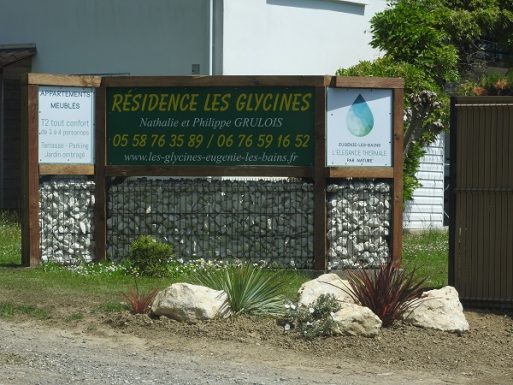 APPARTEMENTS
MEUBLÉS
T2 tout confort
de 1 à 4 personnes
Terrasse - Parking
Jardin ombragé
RÉSIDENCE LES GLYCINES
Nathalie et Philippe GRULOIS
05 58 76 35 89 / 06 76 59 16 52
www.les-glycines-eugenie-les-bains.fr
EUGENIE-LES-BAINS
L'ELEGANCE THERMALE
PAR NATURE